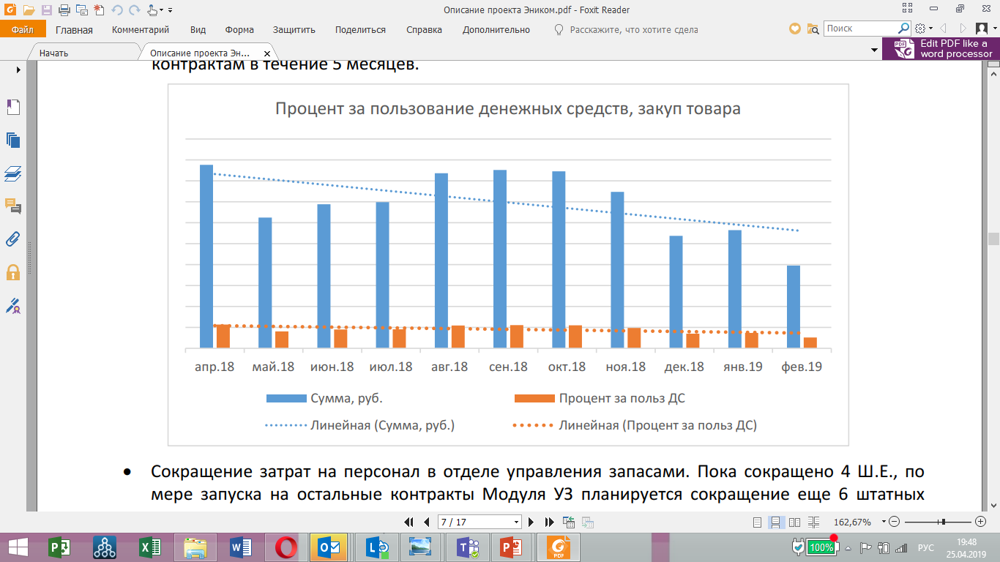 Описание проекта Эником.pdf - Foxit Reader
Файл Главная Комментарий Вид Форма Защитить Поделиться Справка Дополнительно Расскажите, что хотите сдела Поиск
Начать Описание проекта Эн... Edit PDF like a
word processor
контрактам в течение 5 месяцев.
Процент за пользование денежных средств, закуп товара
апр.18 май.18 июн.18 июл.18 авг.18 сен.18 окт.18 ноя.18 дек.18 янв.19 фев.19
Сумма, руб. Процент за польз ДС
Линейная (Сумма, руб.) Линейная (Процент за польз ДС)
• Сокращение затрат на персонал в отделе управления запасами. Пока сокращено 4 Ш.Е., по
мере запуска на остальные контракты Модуля УЗ планируется сокращение еще 6 штатных
7 / 17 162,67%
100% РУС 19:48
25.04.2019